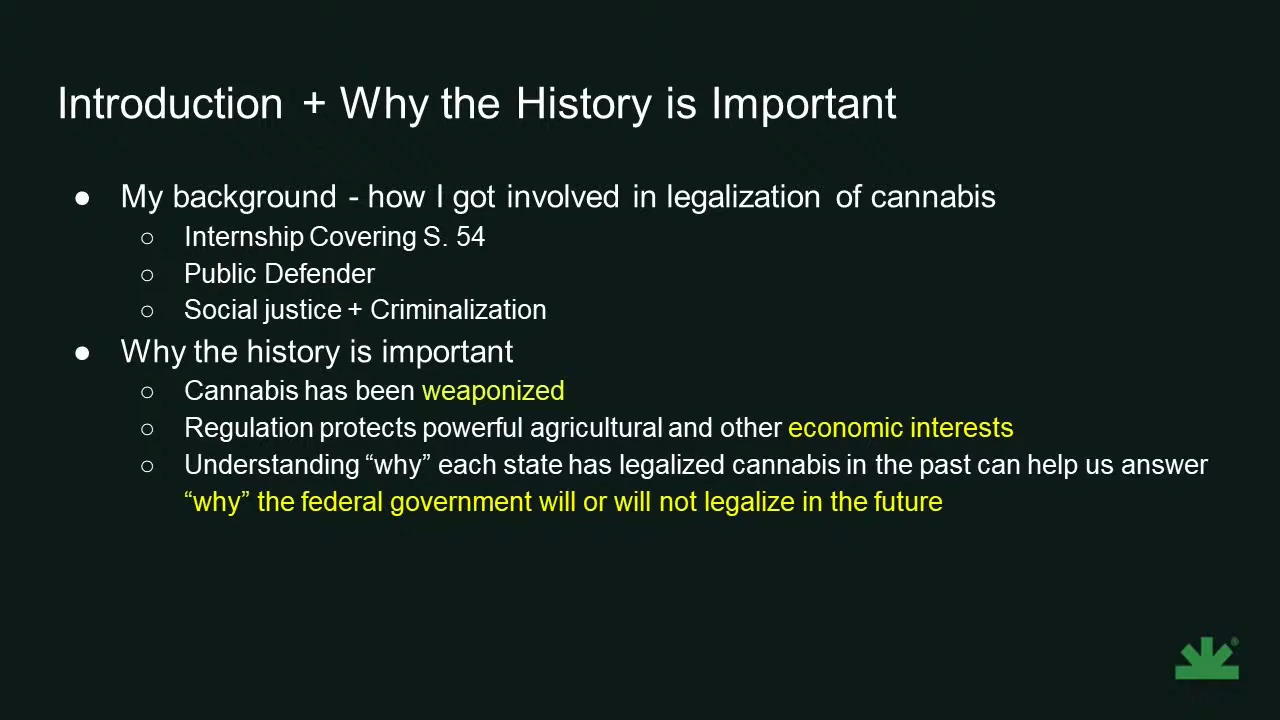 Introduction + Why the History is Important
● My background - how I got involved in legalization of cannabis
○ Internship Covering S. 54
○ Public Defender
○ Social justice + Criminalization
● Why the history is important
○ Cannabis has been weaponized
○ Regulation protects powerful agricultural and other economic interests
○ Understanding “why” each state has legalized cannabis in the past can help us answer
“why” the federal government will or will not legalize in the future
®